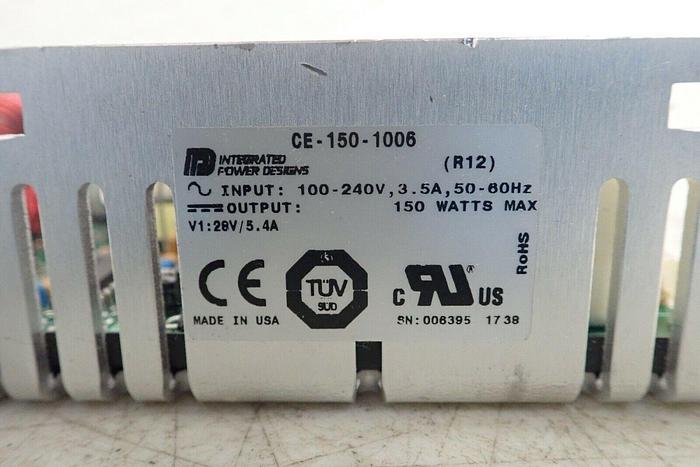 CE-150-1006
INTEGRATED
POWER DESIGNS
(R12)
INPUT: 100-240V, 3.5A, 50-60Hz
OUTPUT: 150 WATTS MAX
V1:28V/5.4A
RoHS
CE
TÜV
SÜD
c RU® US
MADE IN USA
SN:006395 1738